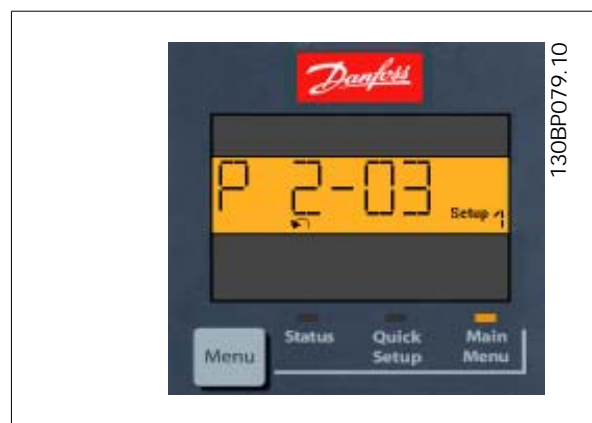 Danfoss
130BP079.10
P 2-03
Setup 1
Status
Quick Setup
Main Menu
Menu